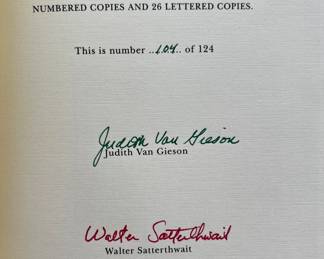 NUMBERED COPIES AND 26 LETTERED COPIES.
This is number ..104.. of 124
Judith Van Gieson
Judith Van Gieson
Walter Satterthwait
Walter Satterthwait